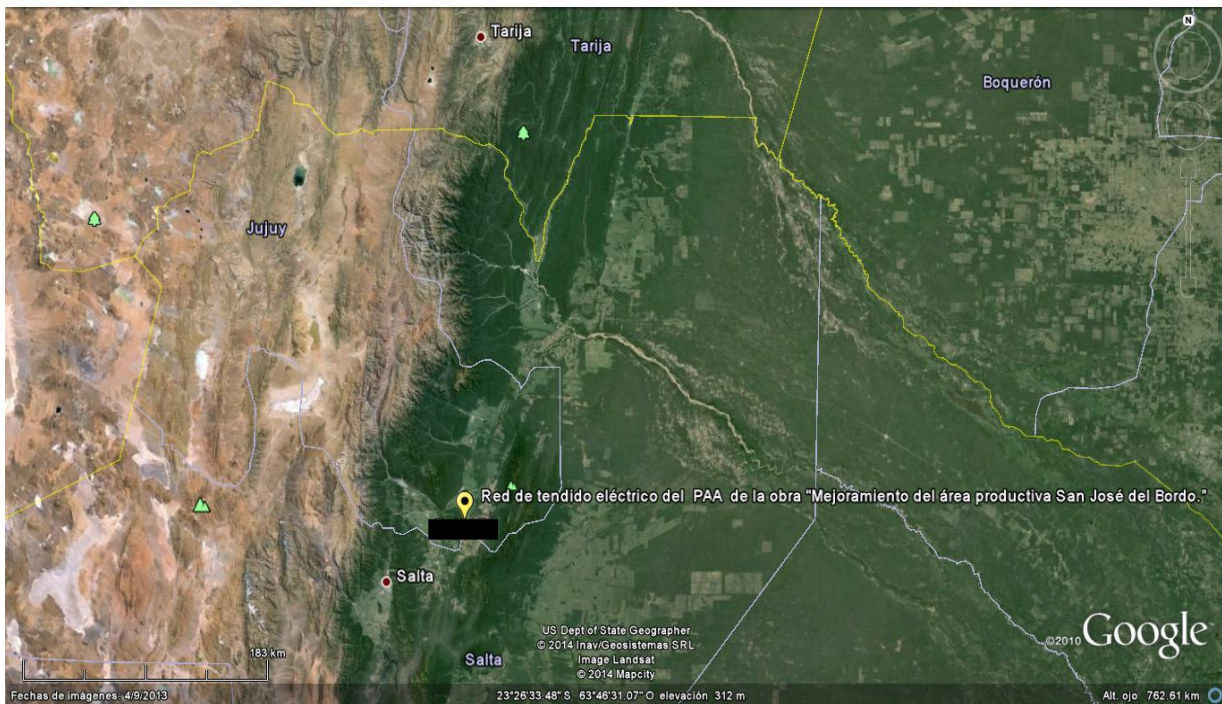 N
Tarija
Tarija
Boquerón
Jujuy
Red de tendido eléctrico del PAA de la obra "Mejoramiento del área productiva San José del Bordo."
Salta
US Dept of State Geographer
© 2014 Inav/Geosistemas SRL
Image Landsat
© 2014 Mapcity
©2010 Google
183 km
Salta
Fechas de imágenes: 4/9/2013
23°26'33.48" S 63°46'31.07" O elevación 312 m
Alt. ojo 762.61 km